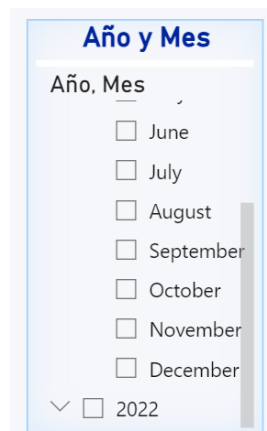 Año y Mes
Año, Mes
June
July
August
September
October
November
December
2022